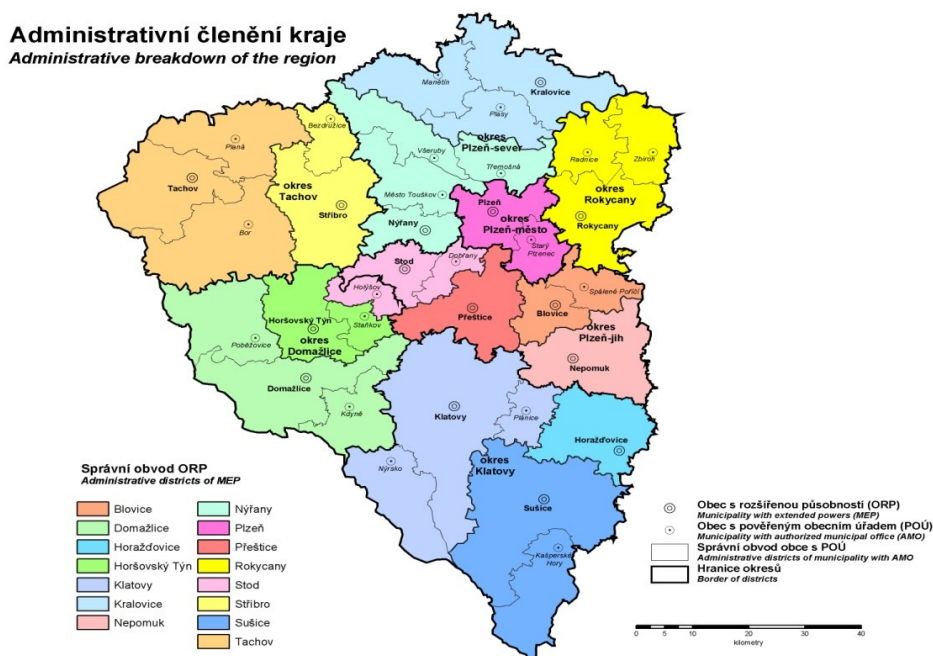 Administrativní členění kraje
Administrative breakdown of the region
Manětín
Kralovice
Plasy
Bezdružice
okres
Plzeň-sever
Planá
Všeruby
Třemošná
Radnice
Zbiroh
Tachov
okres
Tachov
Město Touškov
Plzeň
okres
Rokycany
Stříbro
okres
Plzeň-město
Rokycany
Bor
Nýřany
Starý
Plzenec
Stod
Dobřany
Holýšov
Spálené Poříčí
Horšovský Týn
Staňkov
Přeštice
Blovice
okres
Domažlice
okres
Plzeň-jih
Poběžovice
Nepomuk
Domažlice
Kdyně
Klatovy
Plánice
Horažďovice
Nýrsko
okres
Klatovy
Sušice
Kašperské
Hory
Správní obvod ORP
Administrative districts of MEP
Blovice
Domažlice
Horažďovice
Horšovský Týn
Klatovy
Kralovice
Nepomuk
Nýřany
Plzeň
Přeštice
Rokycany
Stod
Stříbro
Sušice
Tachov
Obec s rozšířenou působností (ORP)
Municipality with extended powers (MEP)
Obec s pověřeným obecním úřadem (POÚ)
Municipality with authorized municipal office (AMO)
Správní obvod obce s POÚ
Administrative districts of municipality with AMO
Hranice okresů
Border of districts
0 5 10 20 30 40
kilometry